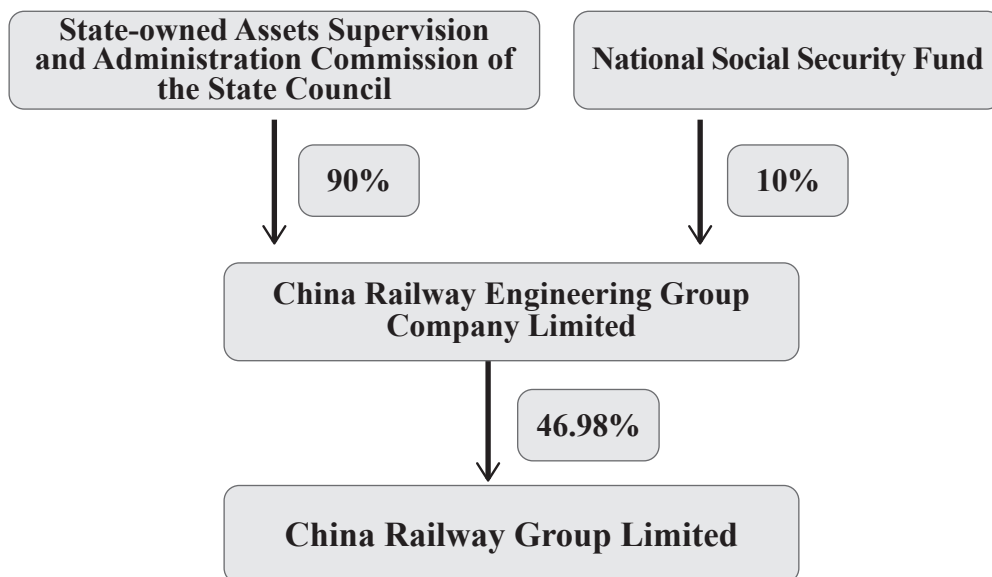 State-owned Assets Supervision
and Administration Commission of
the State Council
National Social Security Fund
90%
10%
China Railway Engineering Group
Company Limited
46.98%
China Railway Group Limited